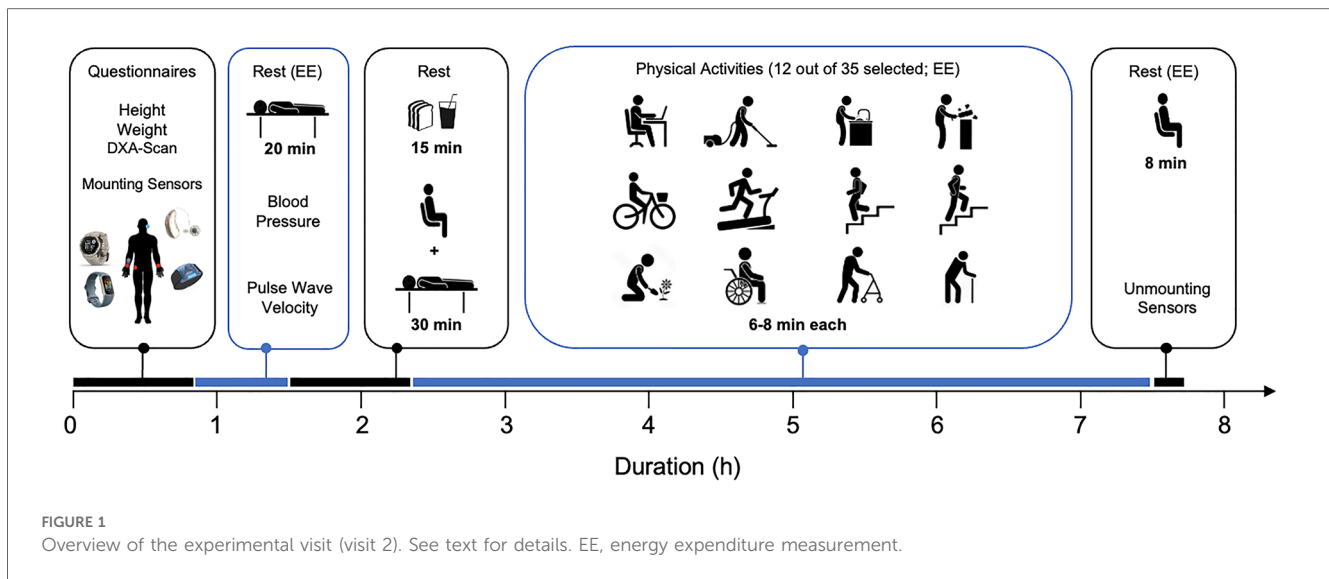 Questionnaires
Height
Weight
DXA-Scan
Mounting Sensors
Rest (EE)
20 min
Blood
Pressure
Pulse Wave
Velocity
Rest
15 min
+
30 min
Physical Activities (12 out of 35 selected; EE)
6-8 min each
Rest (EE)
8 min
Unmounting
Sensors
0 1 2 3 4 5 6 7 8
Duration (h)
FIGURE 1
Overview of the experimental visit (visit 2). See text for details. EE, energy expenditure measurement.